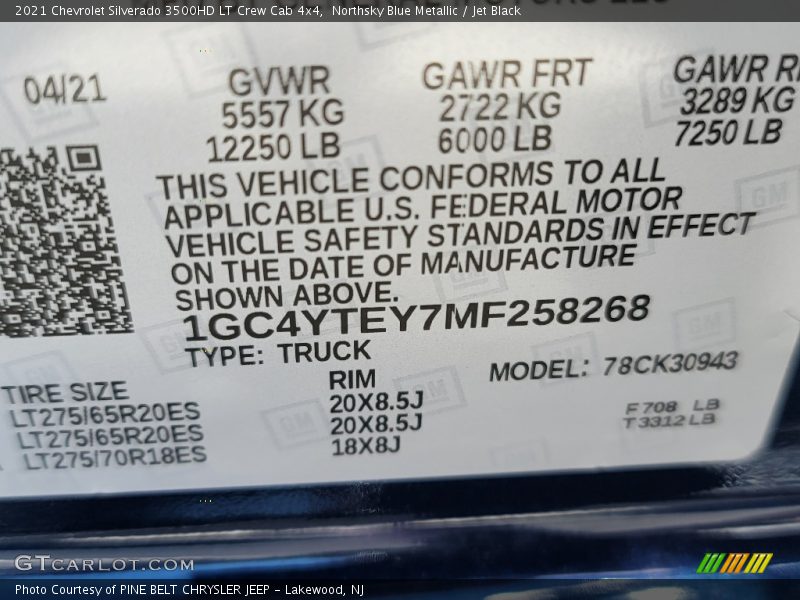 2021 Chevrolet Silverado 3500HD LT Crew Cab 4x4, Northsky Blue Metallic / Jet Black
04/21
GVWR
5557 KG
12250 LB
GAWR FRT
2722 KG
6000 LB
GAWR R
3289 KG
7250 LB
THIS VEHICLE CONFORMS TO ALL
APPLICABLE U.S. FEDERAL MOTOR
VEHICLE SAFETY STANDARDS IN EFFECT
ON THE DATE OF MANUFACTURE
SHOWN ABOVE.
1GC4YTEY7MF258268
TYPE: TRUCK
MODEL: 78CK30943
TIRE SIZE
LT275/65R20ES
LT275/65R20ES
LT275/70R18ES
RIM
20X8.5J
20X8.5J
18X8J
F708 LB
T3312LB
GTCARLOT.COM
Photo Courtesy of PINE BELT CHRYSLER JEEP - Lakewood, NJ